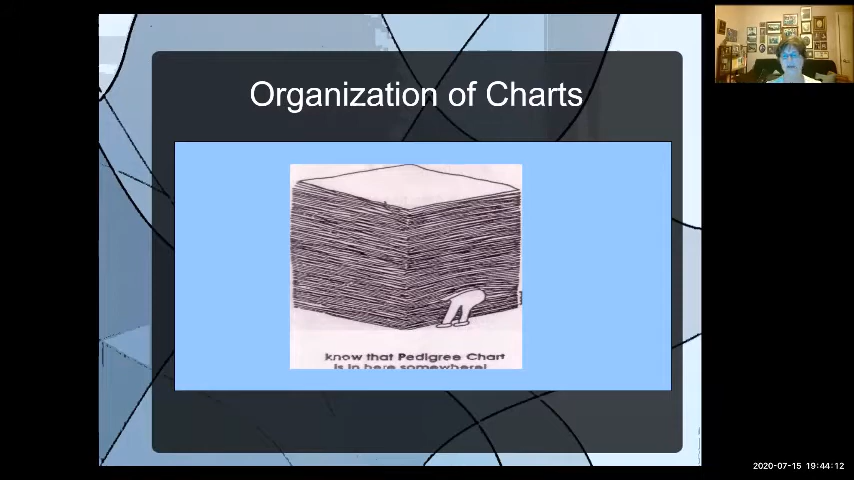 Organization of Charts
know that Pedigree Chart
is in here somewhere!
2020-07-15 19:44:12